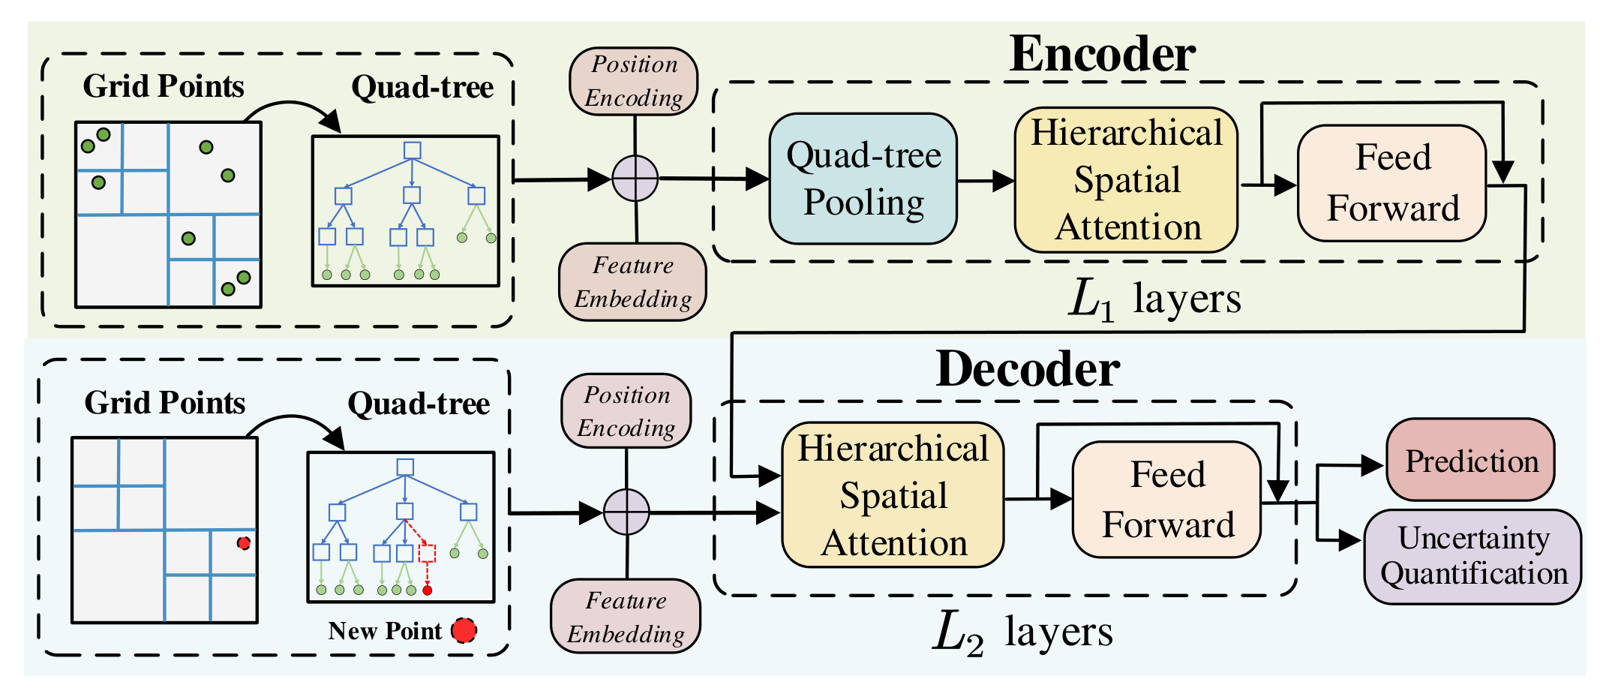 Encoder
Grid Points
Quad-tree
Position
Encoding
Feature
Embedding
Quad-tree
Pooling
Hierarchical
Spatial
Attention
Feed
Forward
L1 layers
Decoder
Grid Points
Quad-tree
New Point
Position
Encoding
Feature
Embedding
Hierarchical
Spatial
Attention
Feed
Forward
L2 layers
Prediction
Uncertainty
Quantification